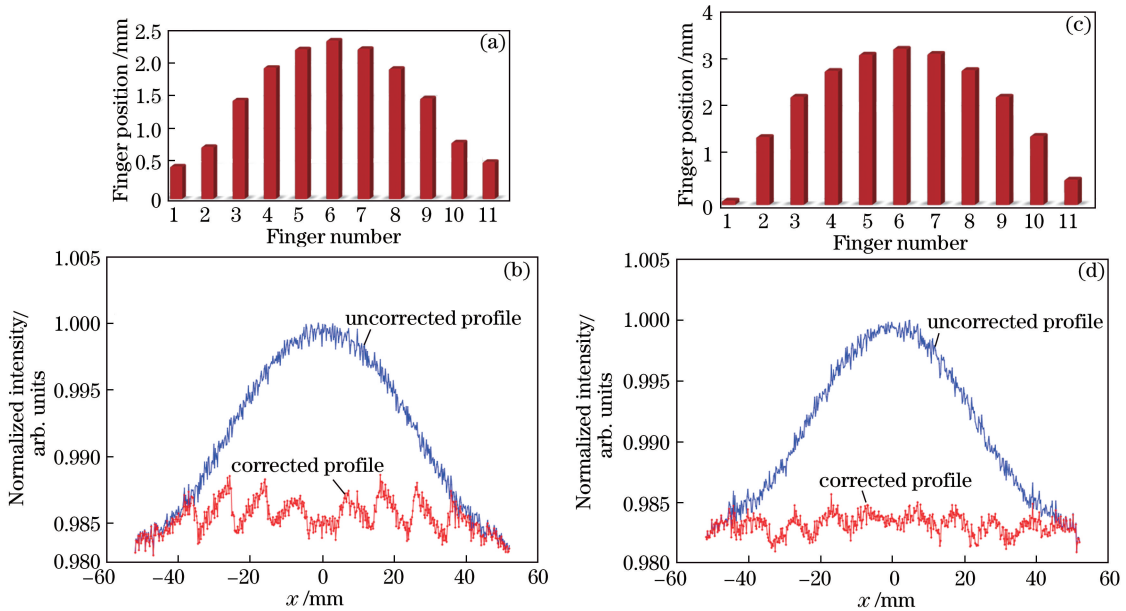 (a)
Finger position /mm
2.5
2.0
1.5
1.0
0.5
0
1 2 3 4 5 6 7 8 9 10 11
Finger number
(c)
Finger position /mm
4
3
2
1
0
1 2 3 4 5 6 7 8 9 10 11
Finger number
(b)
Normalized intensity/
arb. units
1.005
1.000
0.995
0.990
0.985
0.980
uncorrected profile
corrected profile
−60 −40 −20 0 20 40 60
x /mm
(d)
Normalized intensity/
arb. units
1.005
1.000
0.995
0.990
0.985
0.980
uncorrected profile
corrected profile
−60 −40 −20 0 20 40 60
x /mm